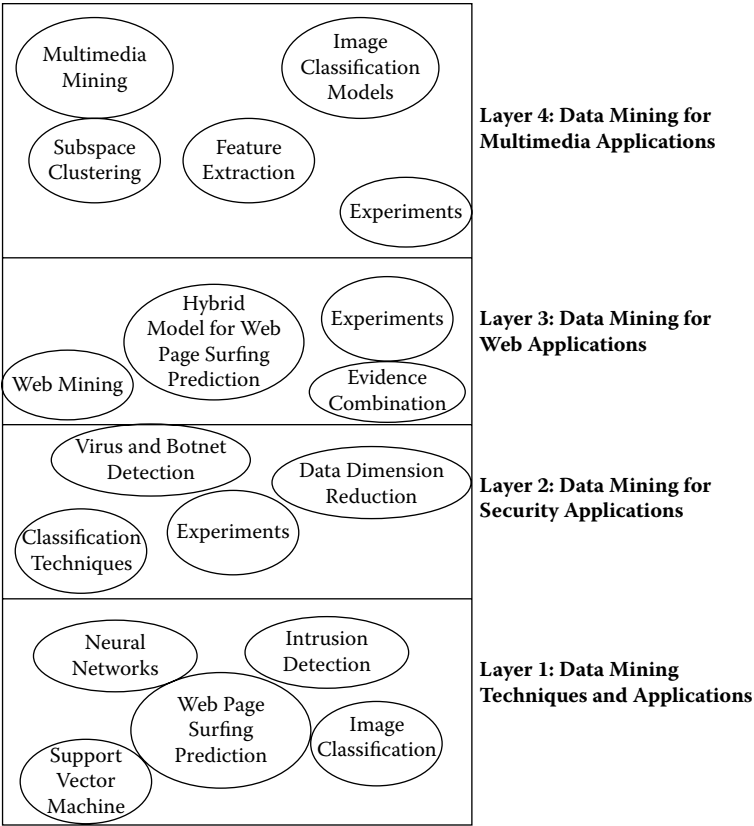 Multimedia
Mining
Image
Classification
Models
Subspace
Clustering
Feature
Extraction
Experiments
Layer 4: Data Mining for
Multimedia Applications
Hybrid
Model for Web
Page Surfing
Prediction
Experiments
Web Mining
Evidence
Combination
Layer 3: Data Mining for
Web Applications
Virus and Botnet
Detection
Data Dimension
Reduction
Classification
Techniques
Experiments
Layer 2: Data Mining for
Security Applications
Neural
Networks
Intrusion
Detection
Web Page
Surfing
Prediction
Image
Classification
Support
Vector
Machine
Layer 1: Data Mining
Techniques and Applications